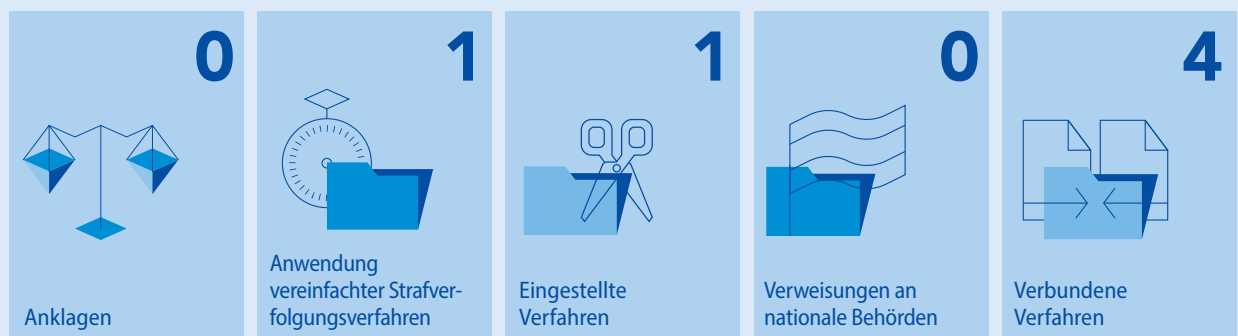 0
Anklagen
1
Anwendung
vereinfachter Strafver-
folgungsverfahren
1
Eingestellte
Verfahren
0
Verweisungen an
nationale Behörden
4
Verbundene
Verfahren